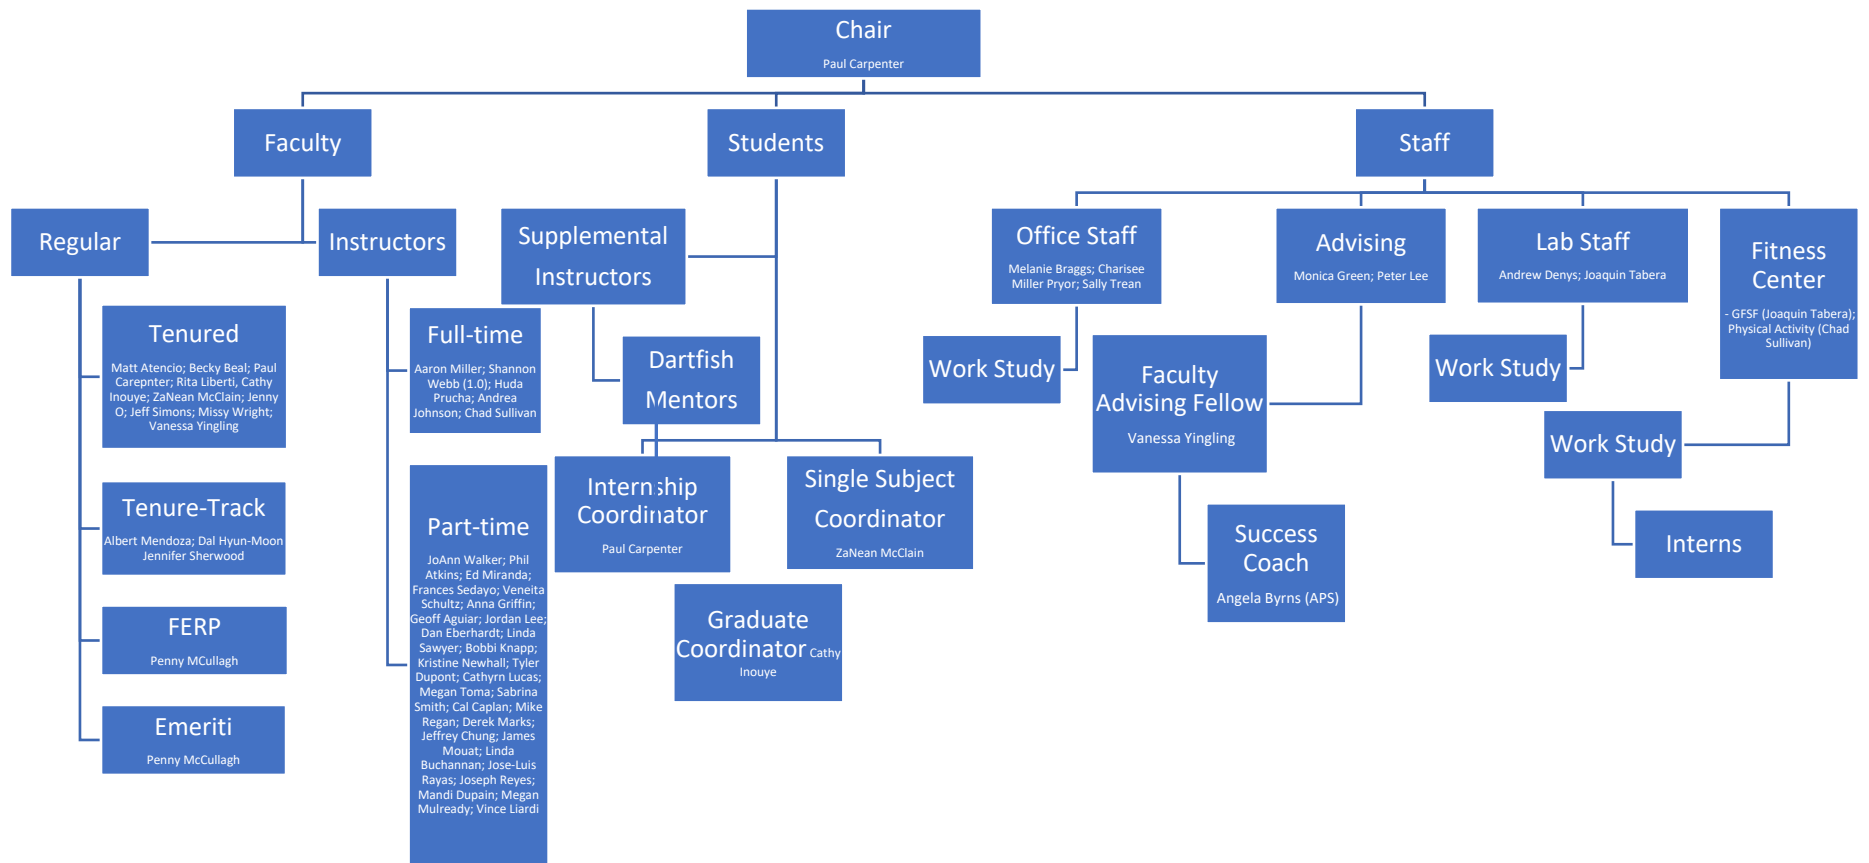 Chair
Paul Carpenter
Faculty
Students
Staff
Regular
Instructors
Supplemental
Instructors
Office Staff
Melanie Braggs; Charisee
Miller Pryor; Sally Trean
Advising
Monica Green; Peter Lee
Lab Staff
Andrew Denys; Joaquin Tabera
Fitness
Center
- GFSF (Joaquin Tabera);
Physical Activity (Chad
Sullivan)
Tenured
Matt Atencio; Becky Beal; Paul
Carepnter; Rita Liberti, Cathy
Inouye; ZaNean McClain; Jenny
O; Jeff Simons; Missy Wright;
Vanessa Yingling
Full-time
Aaron Miller; Shannon
Webb (1.0); Huda
Prucha; Andrea
Johnson; Chad Sullivan
Dartfish
Mentors
Work Study
Faculty
Advising Fellow
Vanessa Yingling
Work Study
Work Study
Tenure-Track
Albert Mendoza; Dal Hyun-Moon
Jennifer Sherwood
Part-time
JoAnn Walker; Phil
Atkins; Ed Miranda;
Frances Sedayo; Veneita
Schultz; Anna Griffin;
Geoff Aguiar; Jordan Lee;
Dan Eberhardt; Linda
Sawyer; Bobbi Knapp;
Kristine Newhall; Tyler
Dupont; Cathyrn Lucas;
Megan Toma; Sabrina
Smith; Cal Caplan; Mike
Regan; Derek Marks;
Jeffrey Chung; James
Mouat; Linda
Buchannan; Jose-Luis
Rayas; Joseph Reyes;
Mandi Dupain; Megan
Mulready; Vince Liardi
Internship
Coordinator
Paul Carpenter
Single Subject
Coordinator
ZaNean McClain
Success
Coach
Angela Byrns (APS)
Interns
FERP
Penny MCullagh
Graduate
Coordinator Cathy
Inouye
Emeriti
Penny McCullagh